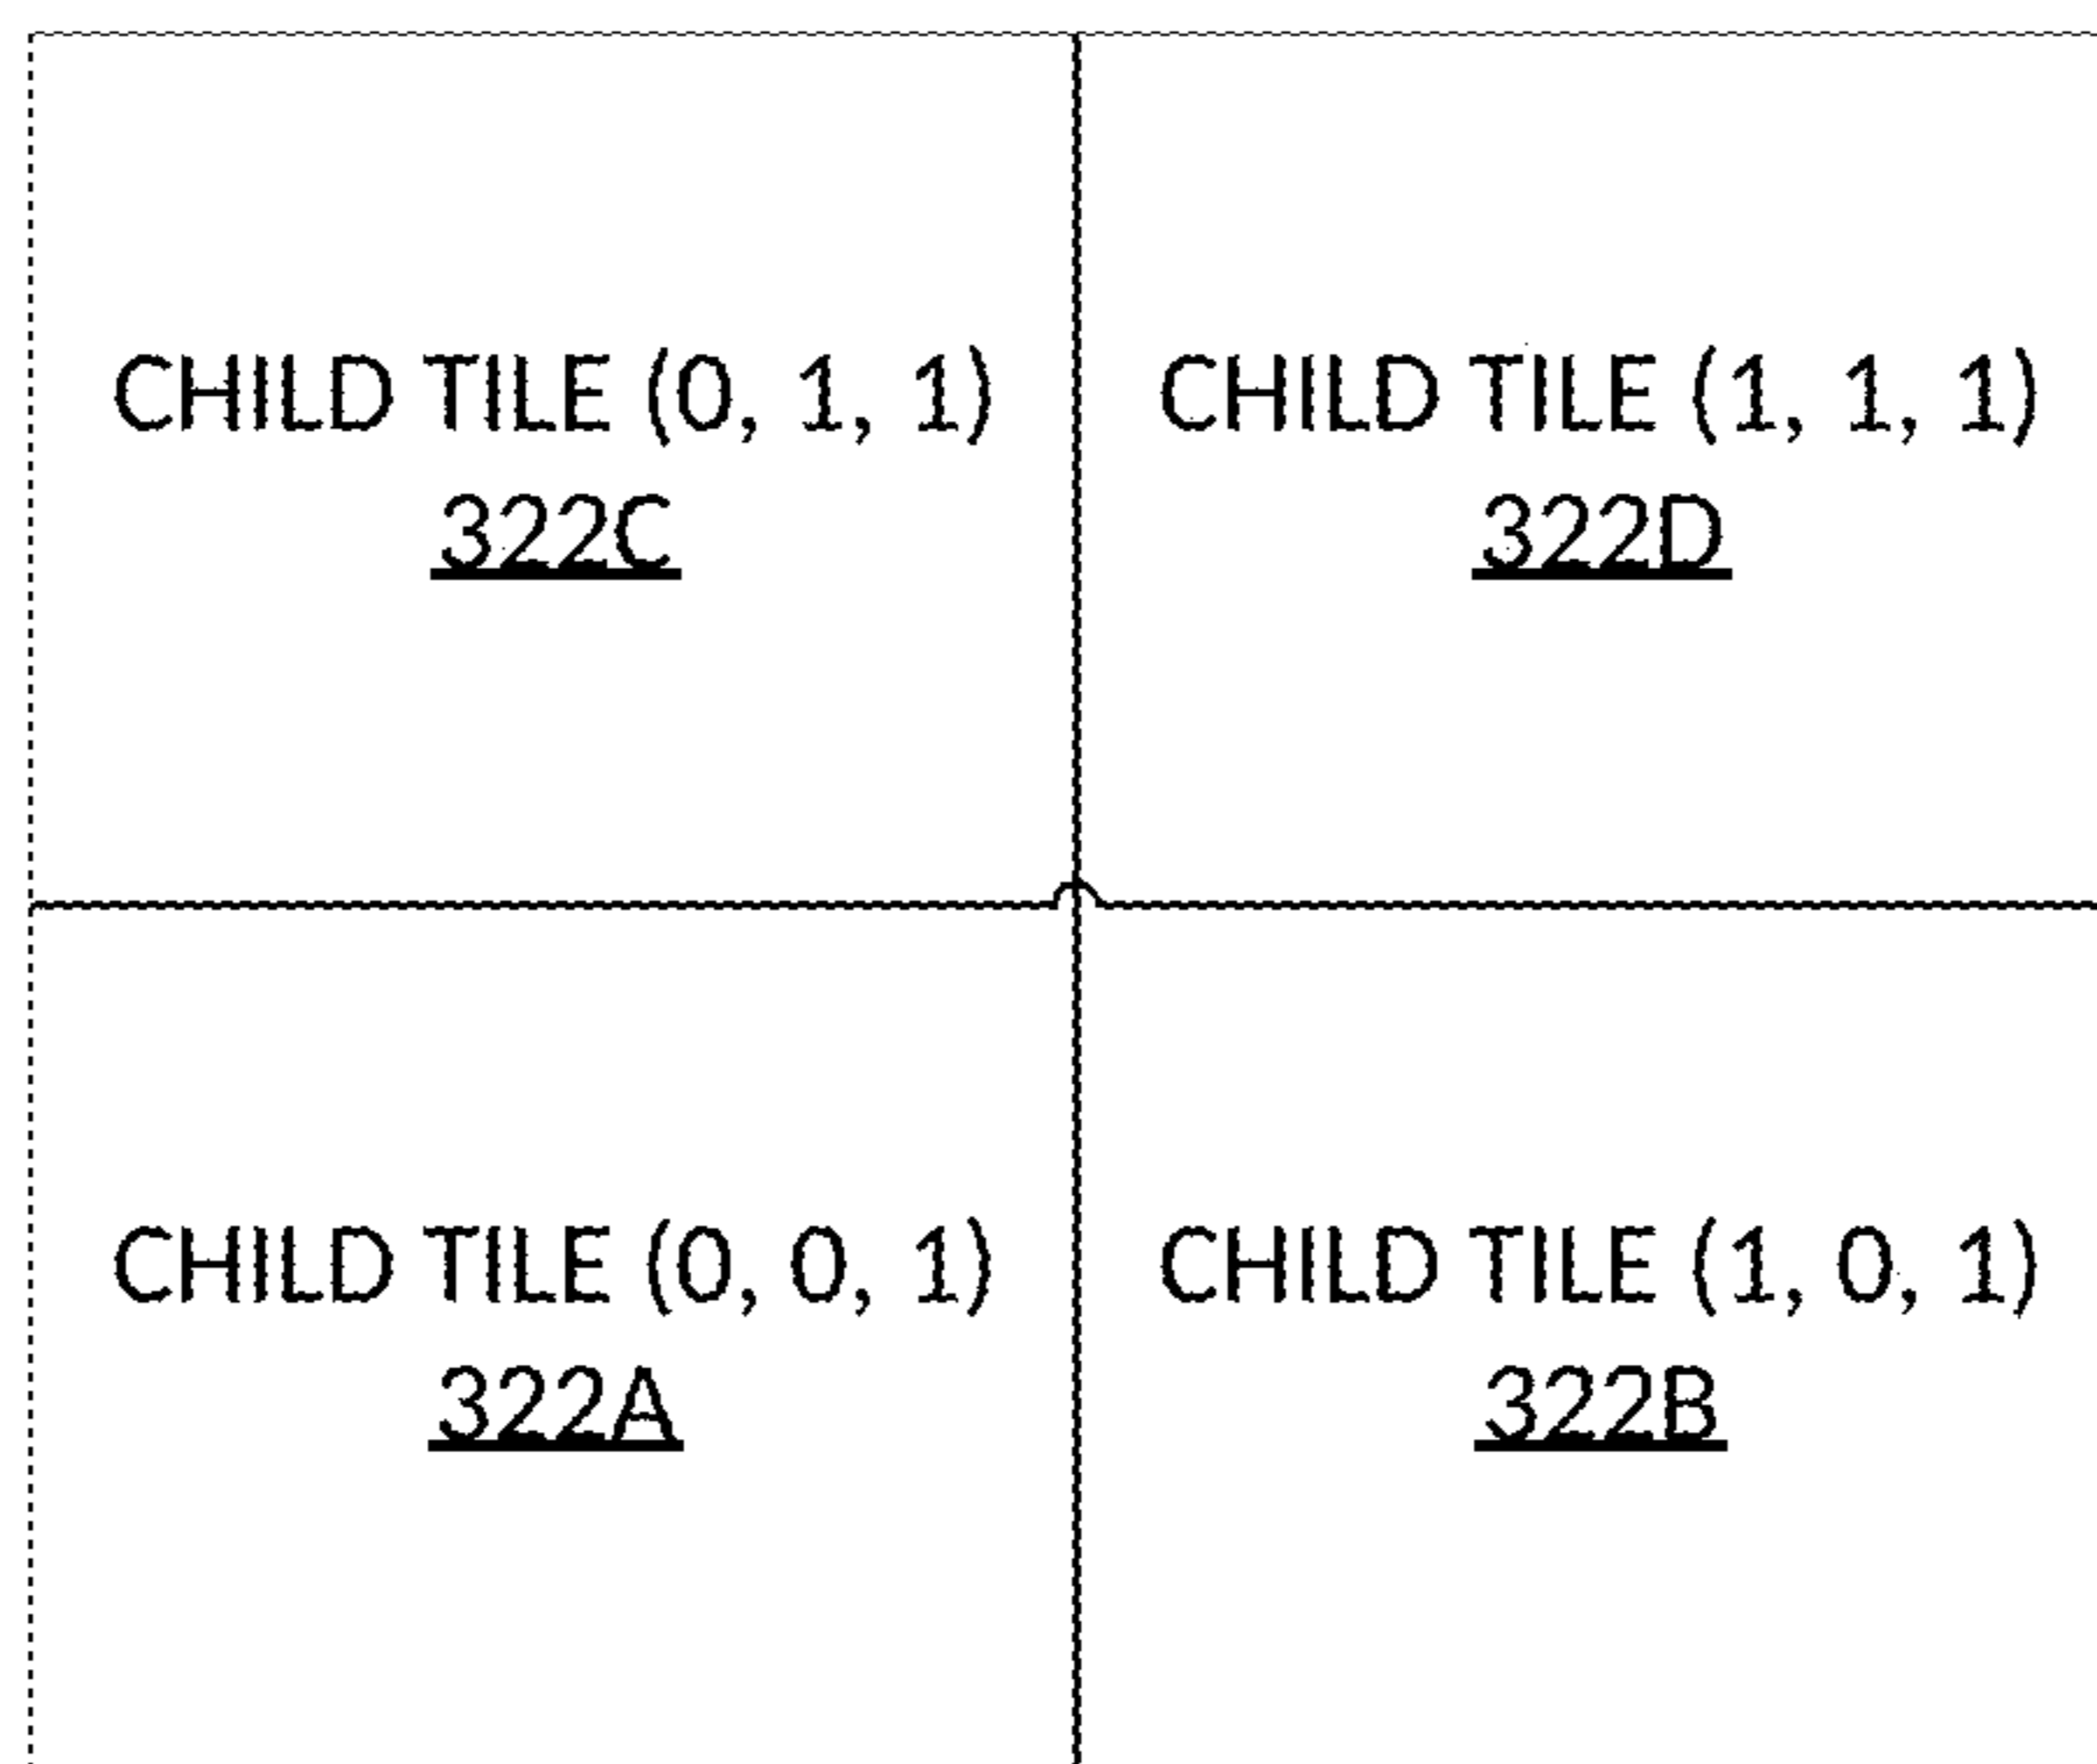 CHILD TILE (0, 1, 1)
322C
CHILD TILE (1, 1, 1)
322D
CHILD TILE (0, 0, 1)
322A
CHILD TILE (1, 0, 1)
322B